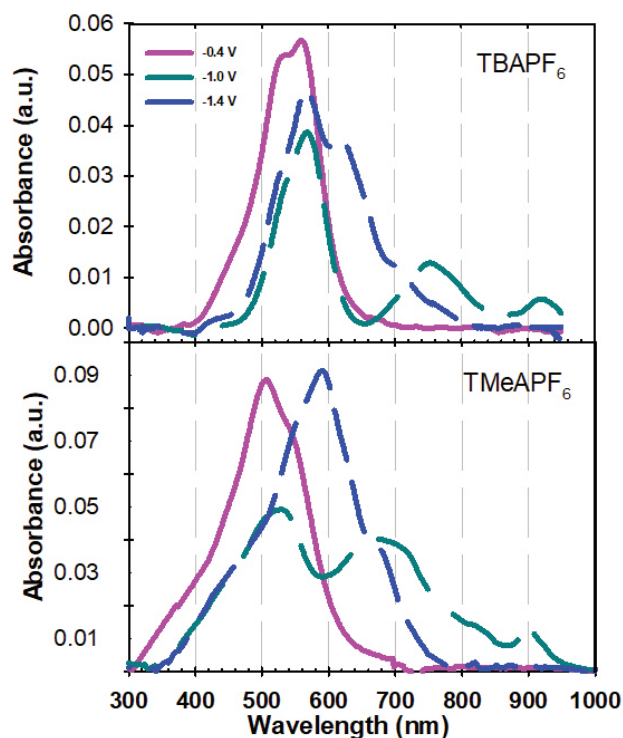 0.06
0.05
0.04
0.03
0.02
0.01
0.00
Absorbance (a.u.)
-0.4 V
-1.0 V
-1.4 V
TBAPF₆
0.09
0.07
0.05
0.03
0.01
Absorbance (a.u.)
TMeAPF₆
300 400 500 600 700 800 900 1000
Wavelength (nm)